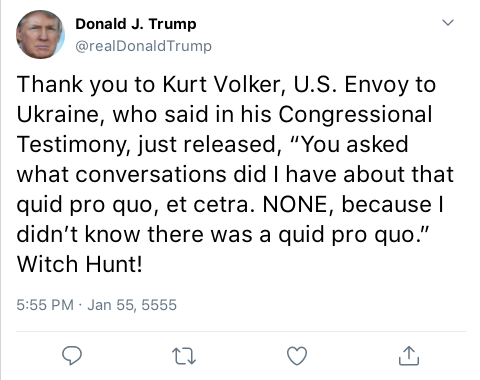 Donald J. Trump
@realDonaldTrump
Thank you to Kurt Volker, U.S. Envoy to
Ukraine, who said in his Congressional
Testimony, just released, “You asked
what conversations did I have about that
quid pro quo, et cetra. NONE, because I
didn’t know there was a quid pro quo.”
Witch Hunt!
5:55 PM · Jan 55, 5555